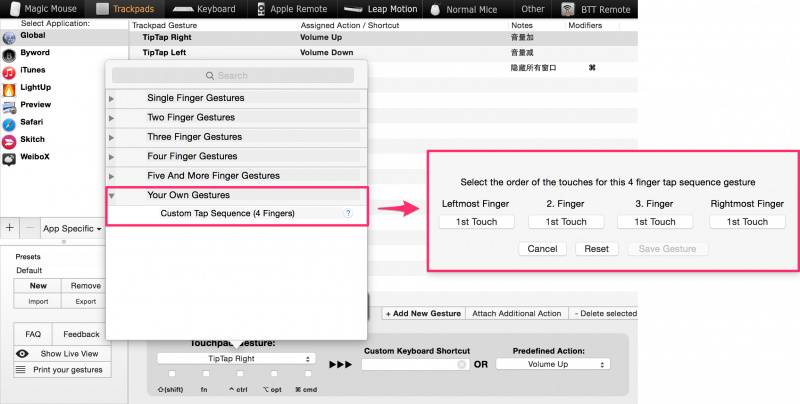 Magic Mouse Trackpads Keyboard Apple Remote Leap Motion Normal Mice Other BTT Remote
Select Application: Trackpad Gesture Assigned Action / Shortcut Notes Modifiers
Global TipTap Right Volume Up 音量加
Byword TipTap Left Volume Down 音量减
iTunes 隐藏所有窗口 ⌘
LightUp
Preview
Safari
Skitch
WeiboX
Search
Single Finger Gestures
Two Finger Gestures
Three Finger Gestures
Four Finger Gestures
Five And More Finger Gestures
Your Own Gestures
Custom Tap Sequence (4 Fingers) ?
Select the order of the touches for this 4 finger tap sequence gesture
Leftmost Finger 2. Finger 3. Finger Rightmost Finger
1st Touch 1st Touch 1st Touch 1st Touch
Cancel Reset Save Gesture
+ − App Specific
Presets
Default
New Remove
Import Export
FAQ Feedback
Show Live View
Print your gestures
+ Add New Gesture Attach Additional Action - Delete selected
Touchpad Gesture: Custom Keyboard Shortcut Predefined Action:
TipTap Right OR Volume Up
⇧(shift) fn ⌃ ctrl ⌥ opt ⌘ cmd